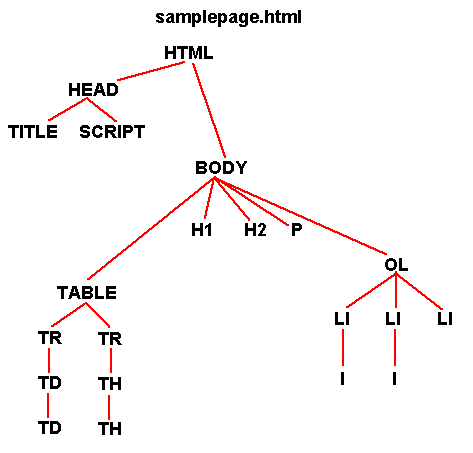 samplepage.html
HTML
HEAD
TITLE SCRIPT
BODY
H1 H2 P
OL
TABLE
LI LI LI
TR TR
I I
TD TH
TD TH